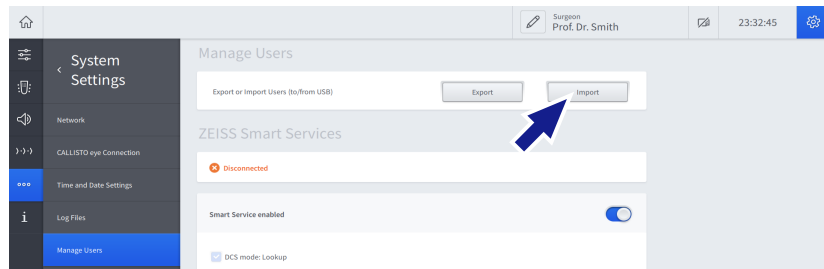 Surgeon
Prof. Dr. Smith
23:32:45
System
Settings
Network
CALLISTO eye Connection
Time and Date Settings
Log Files
Manage Users
Manage Users
Export or Import Users (to/from USB)
Export
Import
ZEISS Smart Services
Disconnected
Smart Service enabled
DCS mode: Lookup